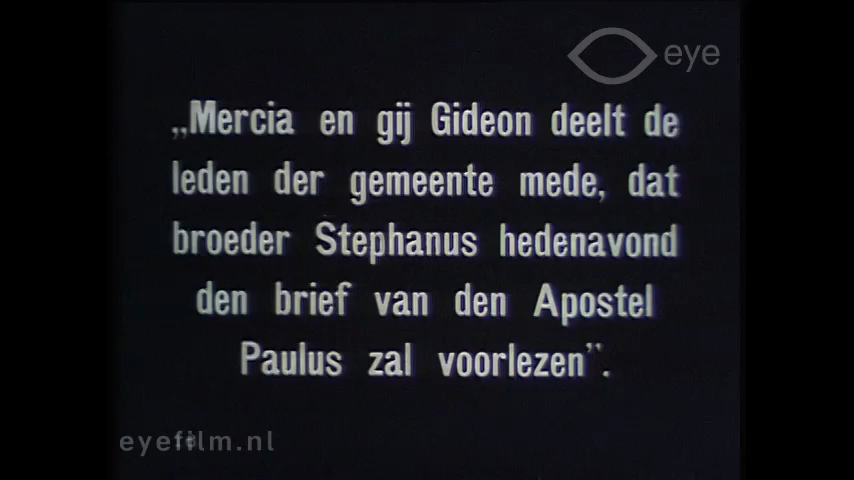 eye
„Mercia en gij Gideon deelt de
leden der gemeente mede, dat
broeder Stephanus hedenavond
den brief van den Apostel
Paulus zal voorlezen”.
eyefilm.nl